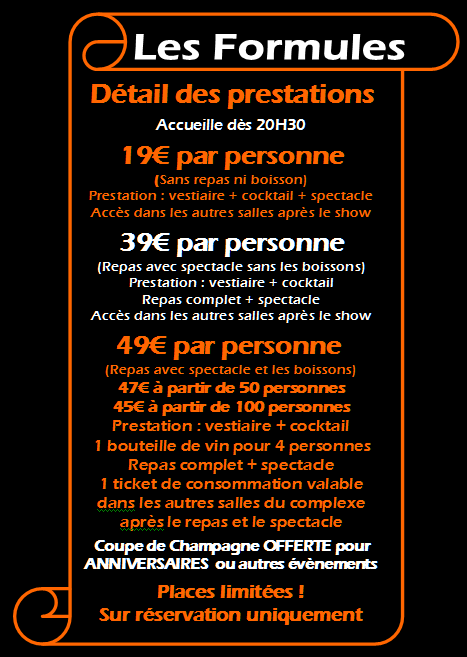 Les Formules
Détail des prestations
Accueille dès 20H30
19€ par personne
(Sans repas ni boisson)
Prestation : vestiaire + cocktail + spectacle
Accès dans les autres salles après le show
39€ par personne
(Repas avec spectacle sans les boissons)
Prestation : vestiaire + cocktail
Repas complet + spectacle
Accès dans les autres salles après le show
49€ par personne
(Repas avec spectacle et les boissons)
47€ à partir de 50 personnes
45€ à partir de 100 personnes
Prestation : vestiaire + cocktail
1 bouteille de vin pour 4 personnes
Repas complet + spectacle
1 ticket de consommation valable
dans les autres salles du complexe
après le repas et le spectacle
Coupe de Champagne OFFERTE pour
ANNIVERSAIRES ou autres évènements
Places limitées !
Sur réservation uniquement